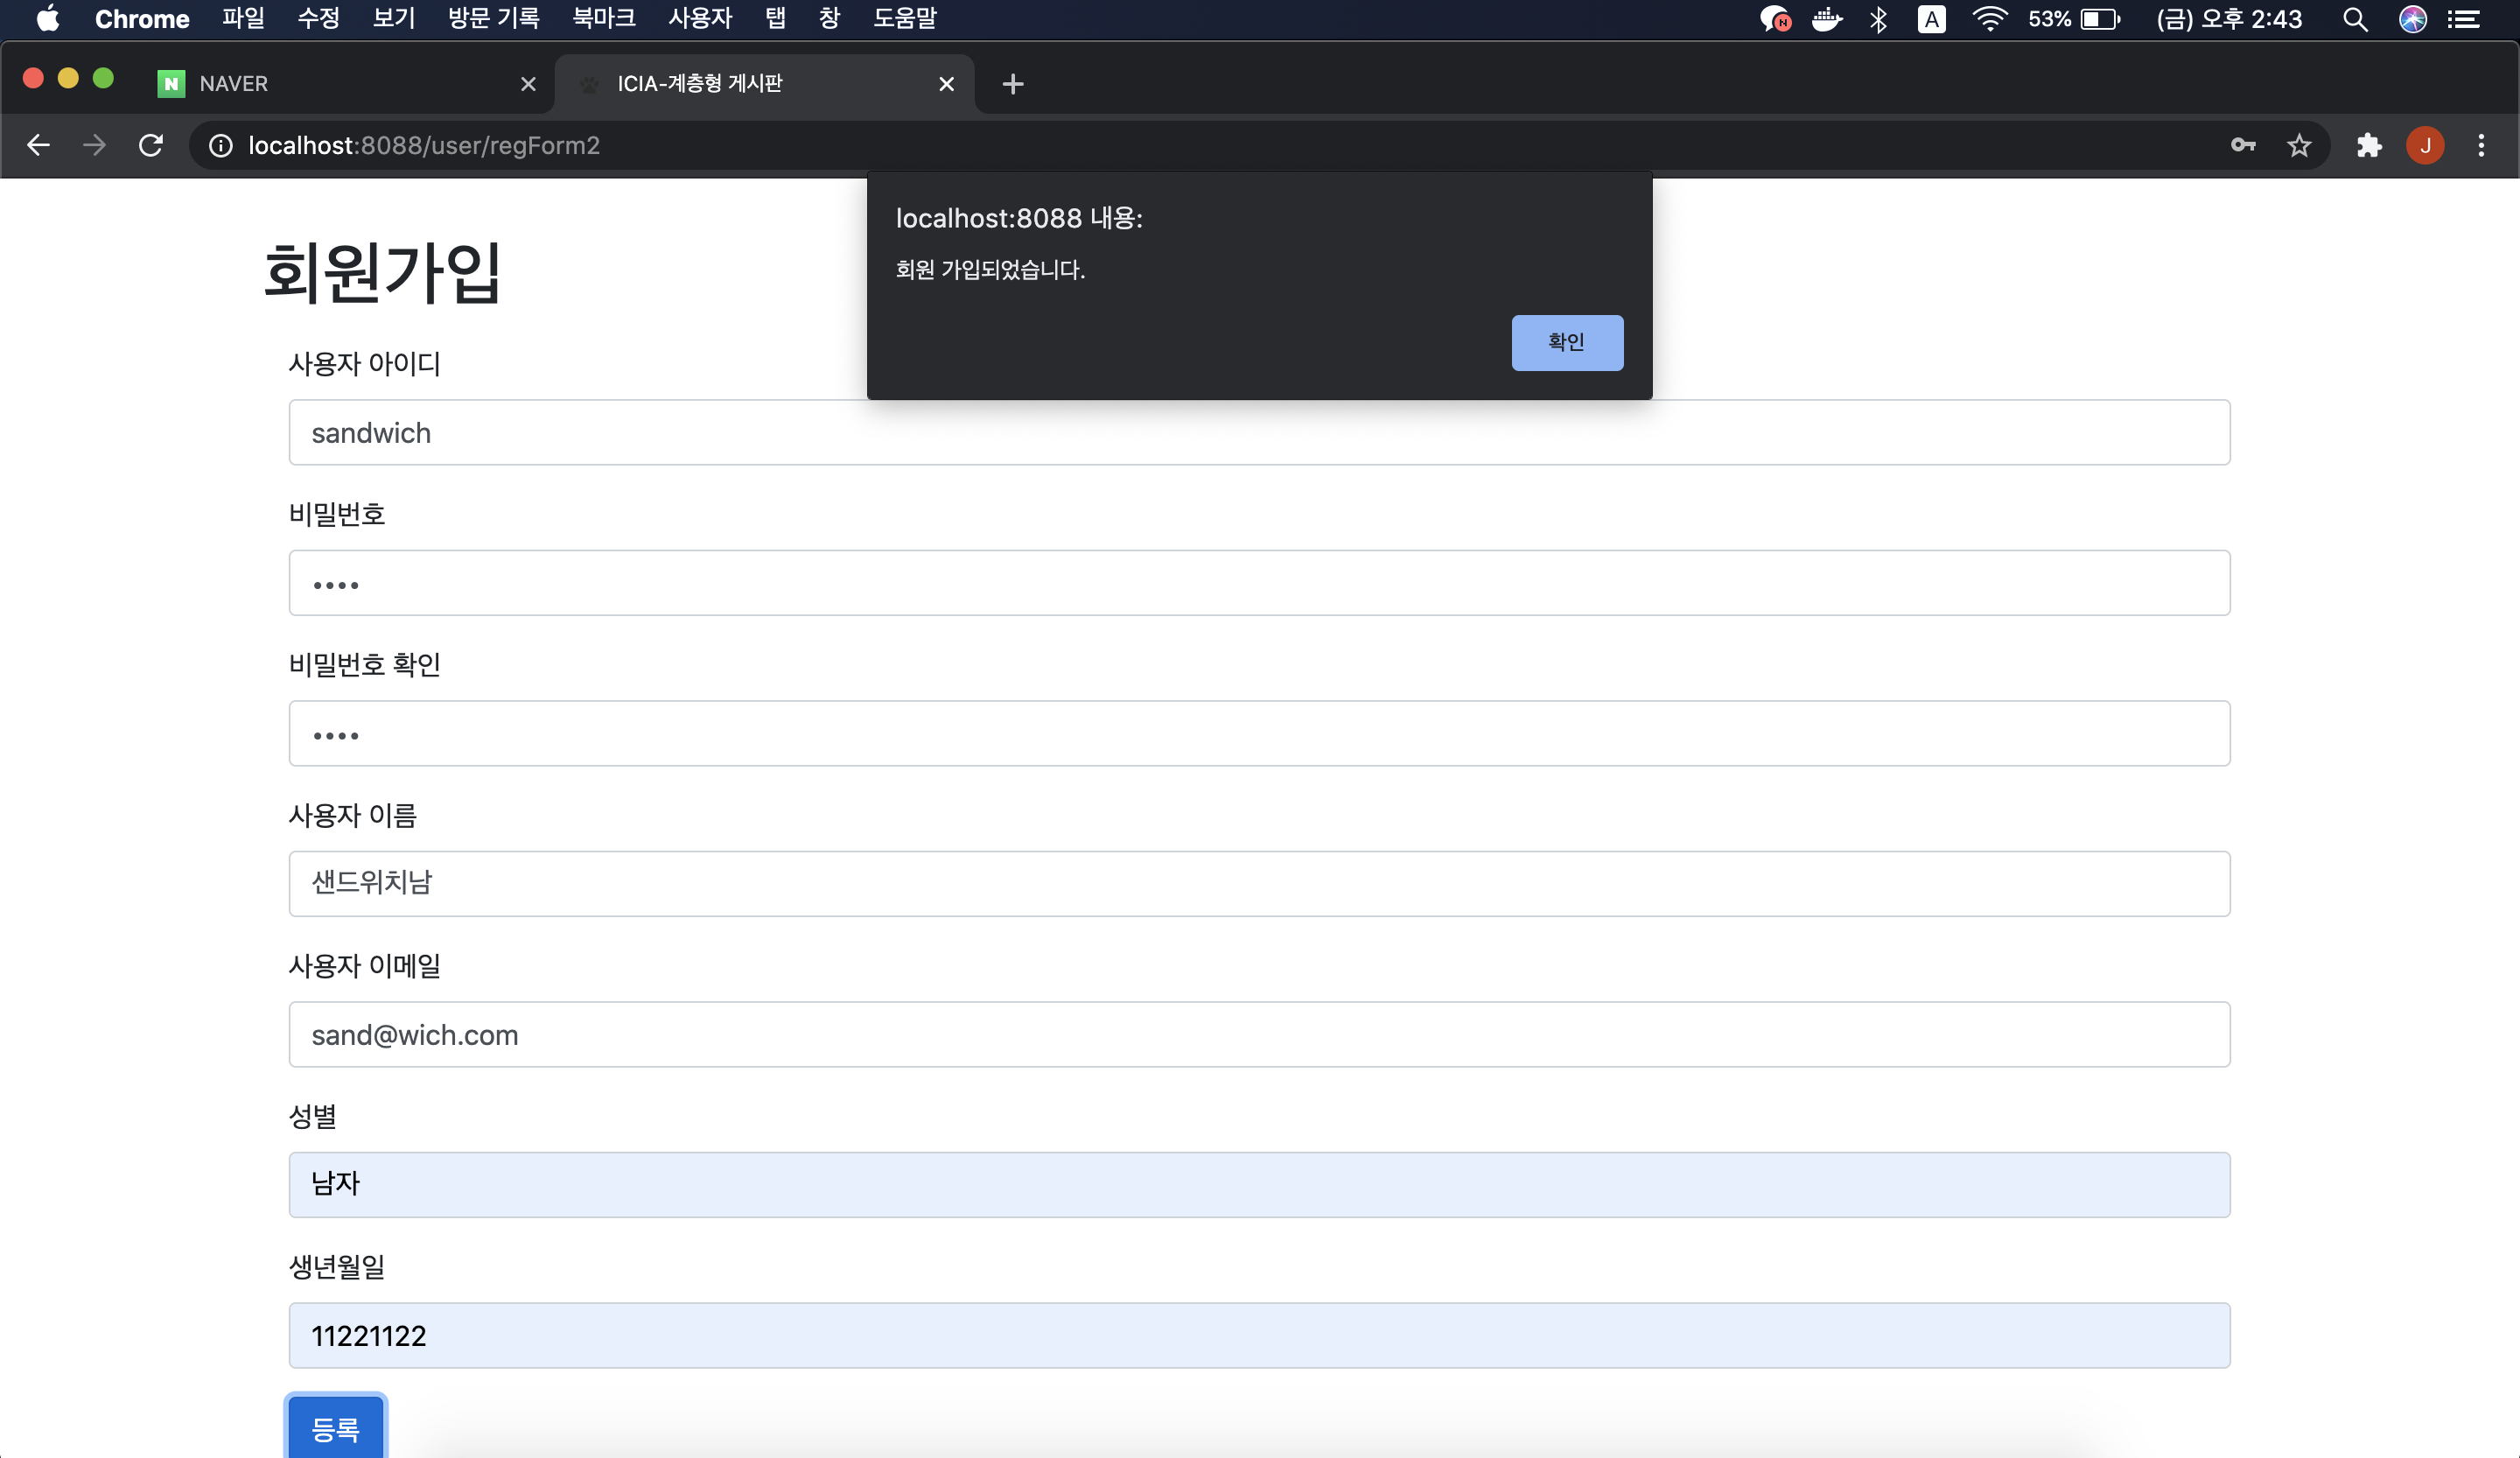 Chrome 파일 수정 보기 방문 기록 북마크 사용자 탭 창 도움말 N A 53% (금) 오후 2:43
N NAVER ICIA-계층형 게시판
localhost:8088/user/regForm2 J
localhost:8088 내용:
회원 가입되었습니다.
확인
회원가입
사용자 아이디
sandwich
비밀번호
••••
비밀번호 확인
••••
사용자 이름
샌드위치남
사용자 이메일
sand@wich.com
성별
남자
생년월일
11221122
등록